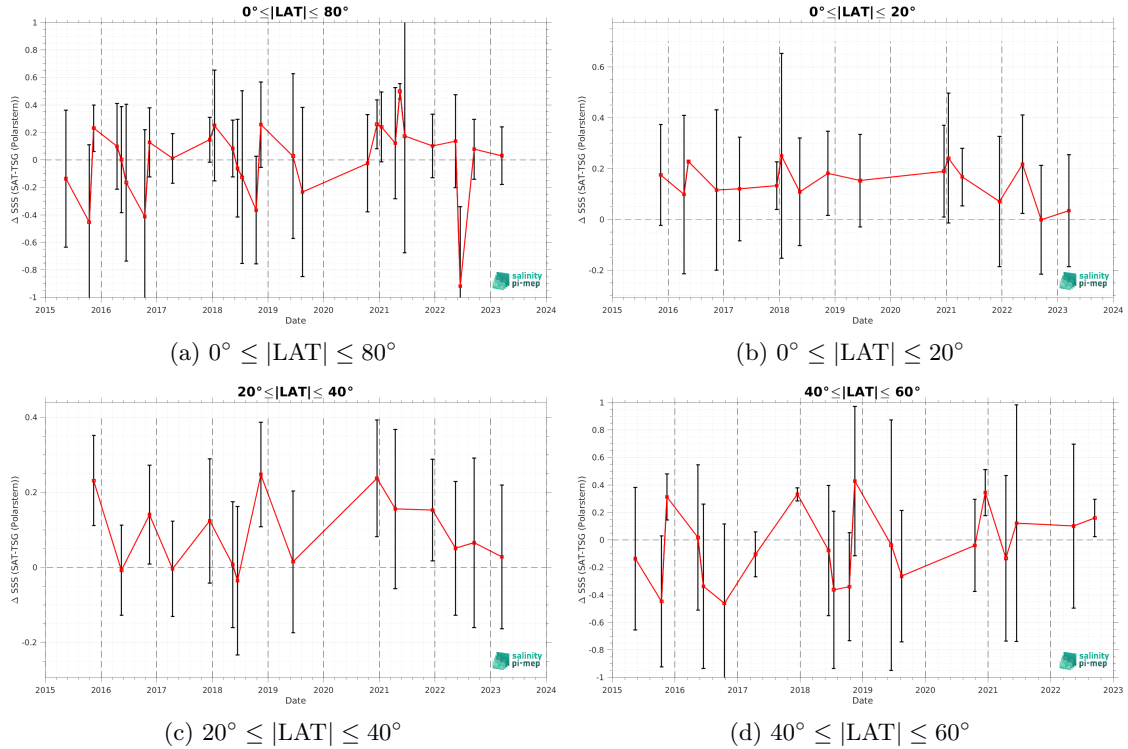 0°≤|LAT|≤ 80°
Δ SSS (SAT-TSG (Polarstern))
1
0.8
0.6
0.4
0.2
0
-0.2
-0.4
-0.6
-0.8
-1
2015 2016 2017 2018 2019 2020 2021 2022 2023 2024
Date
salinity
pi-mep
(a) 0° ≤ |LAT| ≤ 80°
0°≤|LAT|≤ 20°
Δ SSS (SAT-TSG (Polarstern))
0.6
0.4
0.2
0
-0.2
2015 2016 2017 2018 2019 2020 2021 2022 2023 2024
Date
salinity
pi-mep
(b) 0° ≤ |LAT| ≤ 20°
20°≤|LAT|≤ 40°
Δ SSS (SAT-TSG (Polarstern))
0.4
0.2
0
-0.2
2015 2016 2017 2018 2019 2020 2021 2022 2023 2024
Date
salinity
pi-mep
(c) 20° ≤ |LAT| ≤ 40°
40°≤|LAT|≤ 60°
Δ SSS (SAT-TSG (Polarstern))
1
0.8
0.6
0.4
0.2
0
-0.2
-0.4
-0.6
-0.8
-1
2015 2016 2017 2018 2019 2020 2021 2022 2023
Date
salinity
pi-mep
(d) 40° ≤ |LAT| ≤ 60°